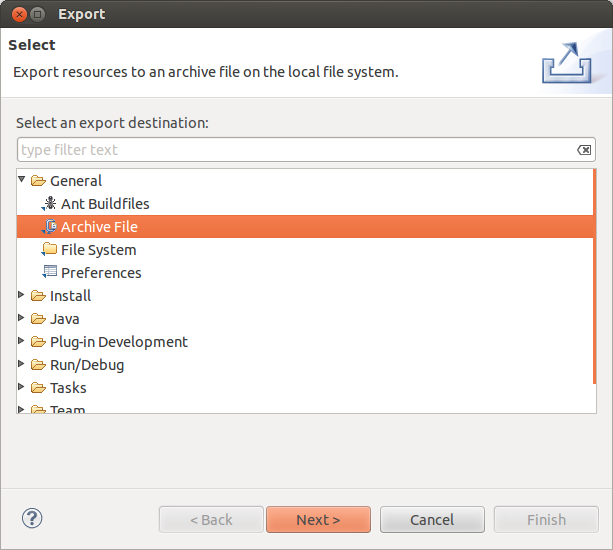 Export
Select
Export resources to an archive file on the local file system.
Select an export destination:
type filter text
General
Ant Buildfiles
Archive File
File System
Preferences
Install
Java
Plug-in Development
Run/Debug
Tasks
Team
? < Back Next > Cancel Finish